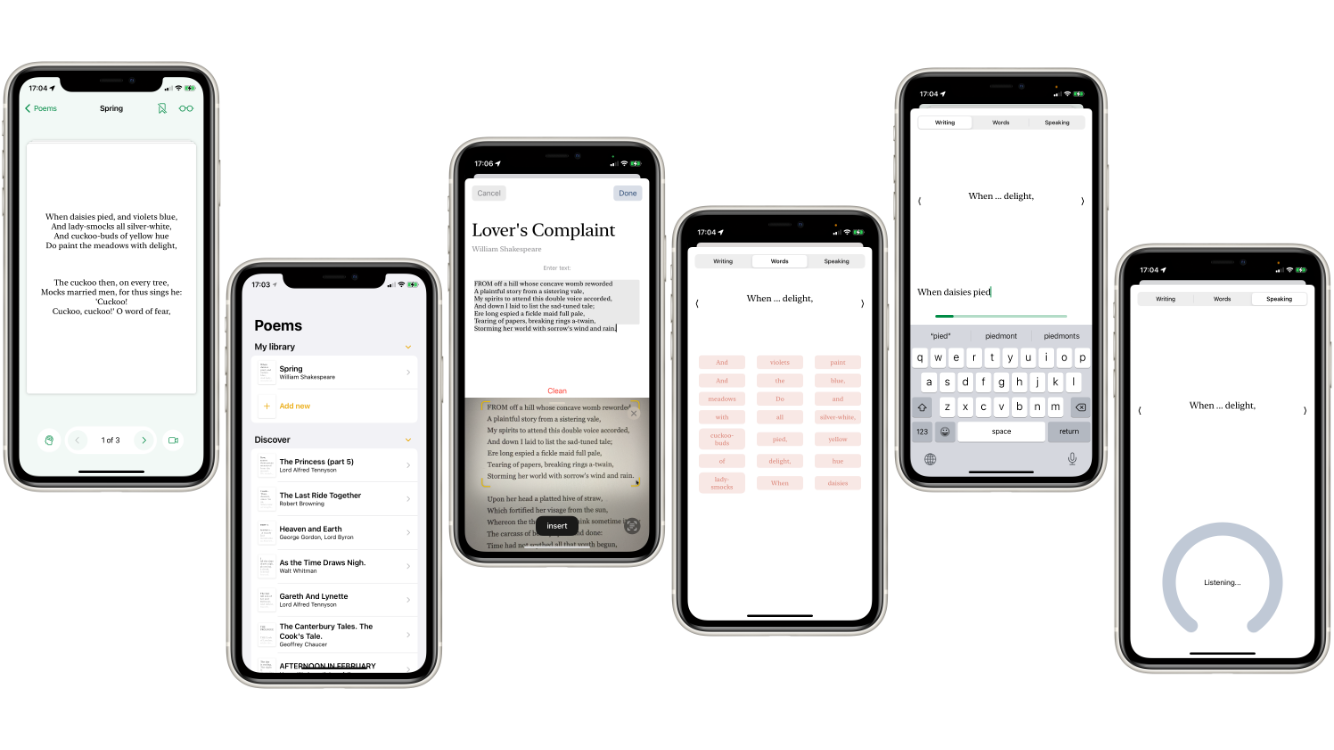 17:04
Poems
Spring
When daisies pied, and violets blue,
And lady-smocks all silver-white,
And cuckoo-buds of yellow hue
Do paint the meadows with delight,
The cuckoo then, on every tree,
Mocks married men, for thus sings he:
'Cuckoo!
Cuckoo, cuckoo!' O word of fear,
1 of 3
17:03
Poems
My library
Spring
William Shakespeare
Add new
Discover
The Princess (part 5)
Lord Alfred Tennyson
The Last Ride Together
Robert Browning
Heaven and Earth
George Gordon, Lord Byron
As the Time Draws Nigh.
Walt Whitman
Gareth And Lynette
Lord Alfred Tennyson
The Canterbury Tales. The
Cook's Tale.
Geoffrey Chaucer
AFTERNOON IN FEBRUARY
17:06
Cancel
Done
Lover's Complaint
William Shakespeare
Enter text:
FROM off a hill whose concave womb reworded
A plaintful story from a sistering vale,
My spirits to attend this double voice accorded,
And down I laid to list the sad-tuned tale;
Ere long espied a fickle maid full pale,
Tearing of papers, breaking rings a-twain,
Storming her world with sorrow's wind and rain.
Clean
FROM off a hill whose concave womb reworded
A plaintful story from a sistering vale,
My spirits to attend this double voice accorded,
And down I laid to list the sad-tuned tale;
Ere long espied a fickle maid full pale,
Tearing of papers, breaking rings a-twain,
Storming her world with sorrow's wind and rain.
Upon her head a platted hive of straw,
Which fortified her visage from the sun,
Whereon the think sometime
The carcass of done:
Time had not scythed all that youth begun,
insert
17:04
Writing Words Speaking
When ... delight,
And violets paint
And the blue,
meadows Do and
with all silver-white,
cuckoo-
buds pied, yellow
of delight, hue
lady-
smocks When daisies
17:04
Writing Words Speaking
When ... delight,
When daisies pied
"pied" piedmont piedmonts
q w e r t y u i o p
a s d f g h j k l
z x c v b n m
123 space return
17:04
Writing Words Speaking
When ... delight,
Listening...